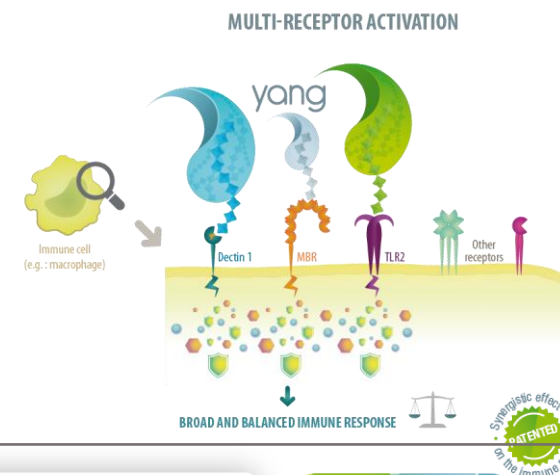 MULTI-RECEPTOR ACTIVATION
yang
Immune cell
(e.g. : macrophage)
Dectin 1
MBR
TLR2
Other
receptors
BROAD AND BALANCED IMMUNE RESPONSE
Synergistic effect
PATENTED
on the immune